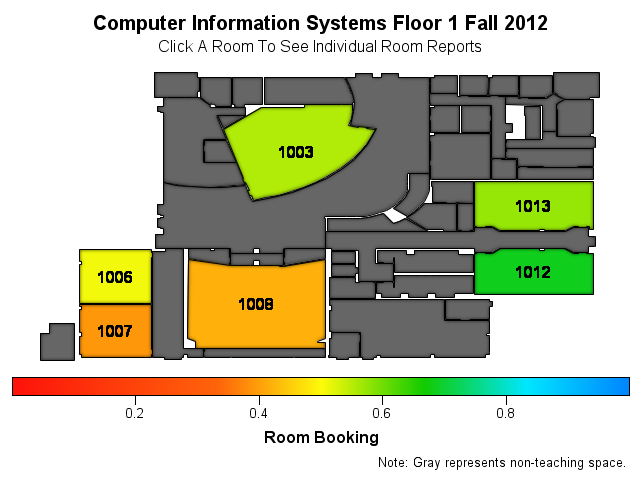 Computer Information Systems Floor 1 Fall 2012
Click A Room To See Individual Room Reports
1003
1013
1012
1006
1008
1007
0.2 0.4 0.6 0.8
Room Booking
Note: Gray represents non-teaching space.